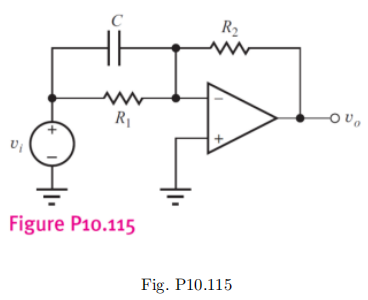 C
R₂
R₁
−
+
+
−
vᵢ
vₒ
Figure P10.115
Fig. P10.115